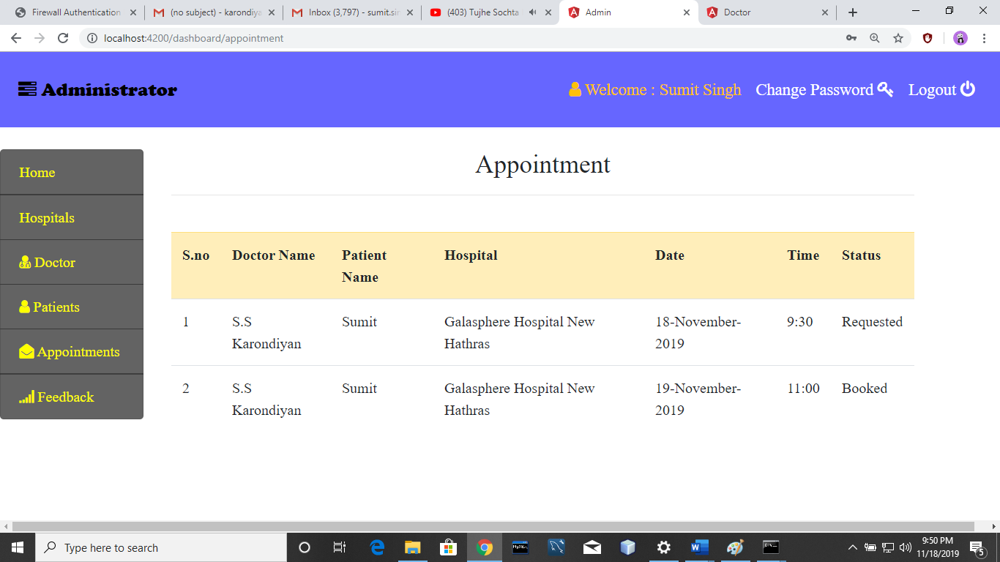 Firewall Authentication
(no subject) - karondiya
Inbox (3,797) - sumit.sin
(403) Tujhe Sochta
Admin
Doctor
localhost:4200/dashboard/appointment
Administrator
Welcome : Sumit Singh
Change Password
Logout
Home
Hospitals
Doctor
Patients
Appointments
Feedback
Appointment
S.no Doctor Name Patient Hospital Date Time Status
Name
1 S.S Sumit Galasphere Hospital New 18-November- 9:30 Requested
Karondiyan Hathras 2019
2 S.S Sumit Galasphere Hospital New 19-November- 11:00 Booked
Karondiyan Hathras 2019
Type here to search
9:50 PM
11/18/2019
5